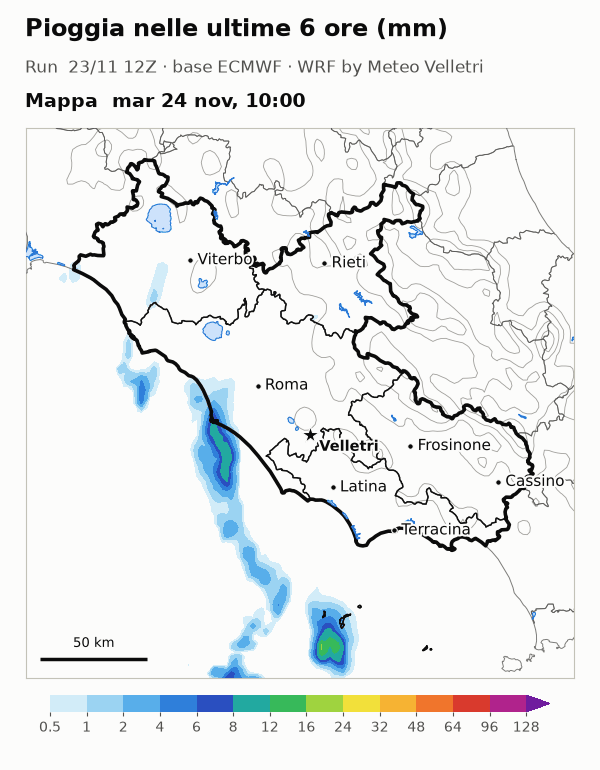 Pioggia nelle ultime 6 ore (mm)
Run  23/11 12Z · base ECMWF · WRF by Meteo Velletri
Mappa  mar 24 nov, 10:00
Viterbo
Rieti
Roma
Velletri
Frosinone
Latina
Cassino
Terracina
50 km
0.5 1 2 4 6 8 12 16 24 32 48 64 96 128